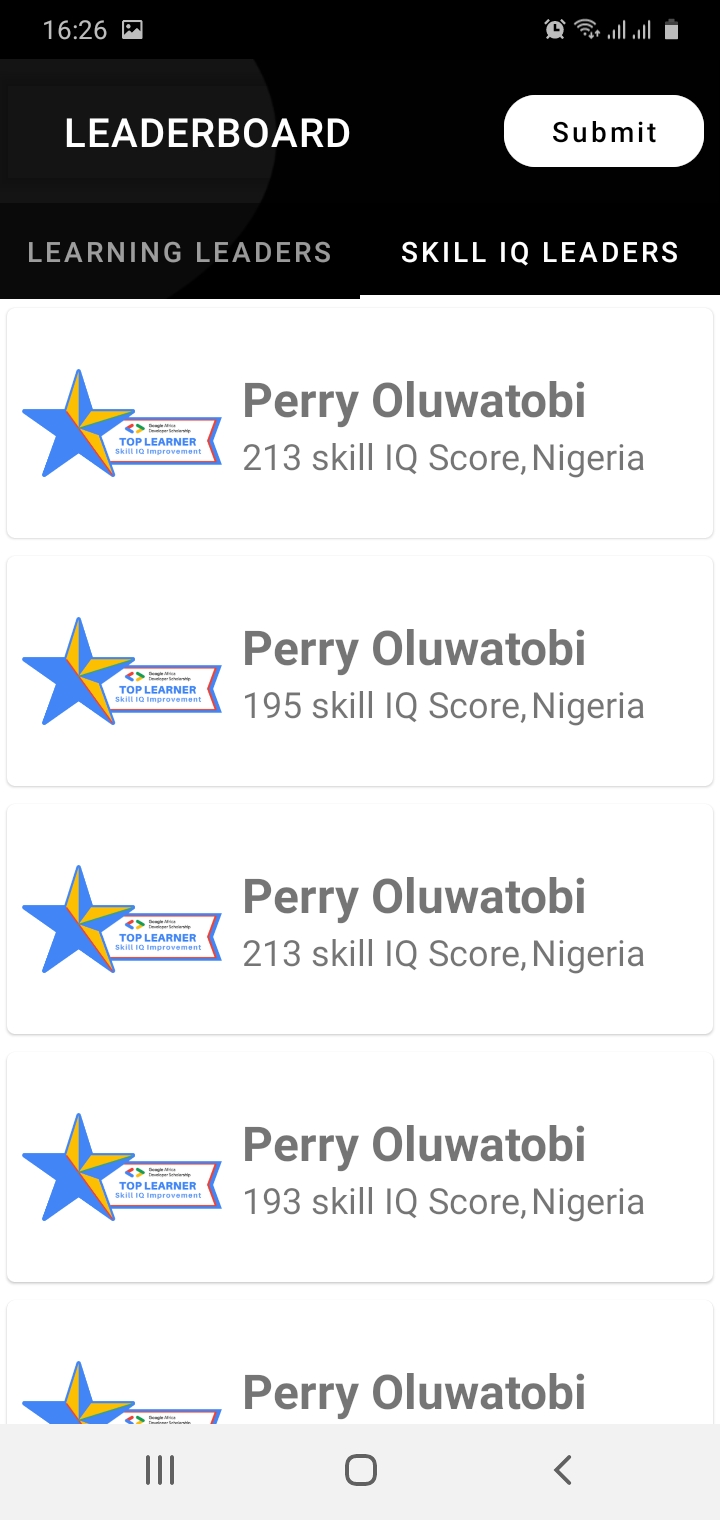 16:26
LEADERBOARD
Submit
LEARNING LEADERS
SKILL IQ LEADERS
Perry Oluwatobi
213 skill IQ Score, Nigeria
Google Africa
Developer Scholarship
TOP LEARNER
Skill IQ Improvement
Perry Oluwatobi
195 skill IQ Score, Nigeria
Google Africa
Developer Scholarship
TOP LEARNER
Skill IQ Improvement
Perry Oluwatobi
213 skill IQ Score, Nigeria
Google Africa
Developer Scholarship
TOP LEARNER
Skill IQ Improvement
Perry Oluwatobi
193 skill IQ Score, Nigeria
Google Africa
Developer Scholarship
TOP LEARNER
Skill IQ Improvement
Perry Oluwatobi
Google Africa